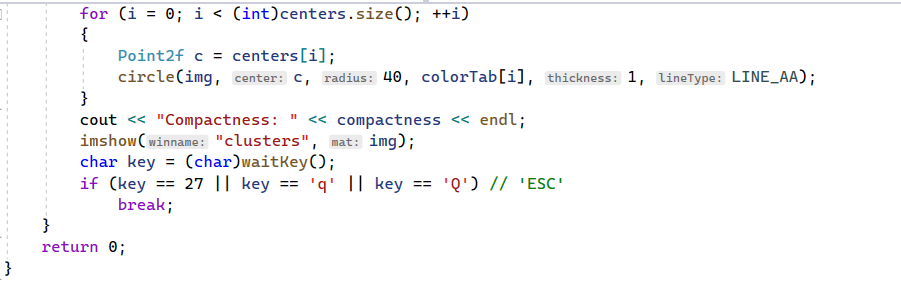 for (i = 0; i < (int)centers.size(); ++i)
{
Point2f c = centers[i];
circle(img, center: c, radius: 40, colorTab[i], thickness: 1, lineType: LINE_AA);
}
cout << "Compactness: " << compactness << endl;
imshow(winname: "clusters", mat: img);
char key = (char)waitKey();
if (key == 27 || key == 'q' || key == 'Q') // 'ESC'
break;
}
return 0;
}